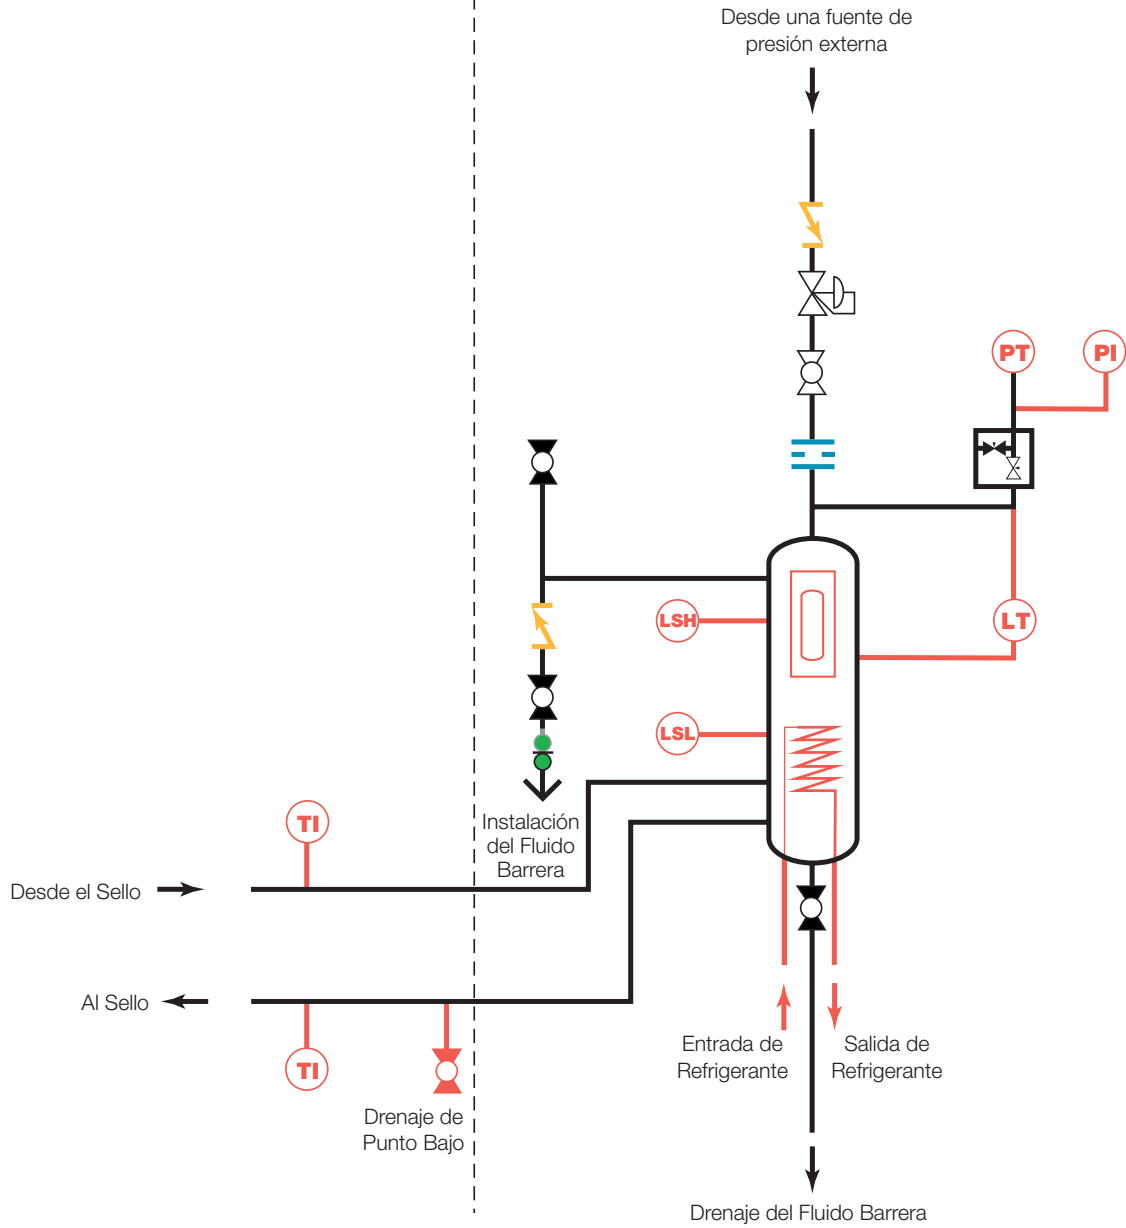 Desde una fuente de
presión externa
PT
PI
LSH
LT
LSL
TI
Instalación
del Fluido
Barrera
Desde el Sello
Al Sello
TI
Entrada de
Refrigerante
Salida de
Refrigerante
Drenaje de
Punto Bajo
Drenaje del Fluido Barrera